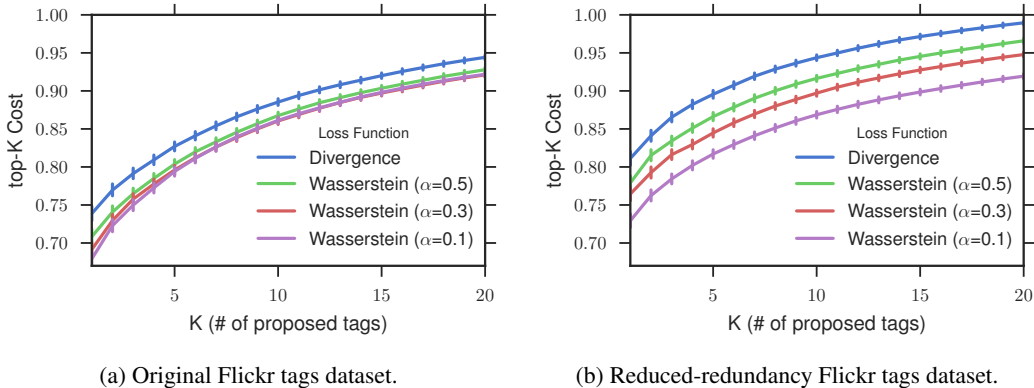 1.00
0.95
0.90
0.85
0.80
0.75
0.70
top-K Cost
Loss Function
Divergence
Wasserstein (α=0.5)
Wasserstein (α=0.3)
Wasserstein (α=0.1)
5 10 15 20
K (# of proposed tags)
(a) Original Flickr tags dataset.
1.00
0.95
0.90
0.85
0.80
0.75
0.70
top-K Cost
Loss Function
Divergence
Wasserstein (α=0.5)
Wasserstein (α=0.3)
Wasserstein (α=0.1)
5 10 15 20
K (# of proposed tags)
(b) Reduced-redundancy Flickr tags dataset.